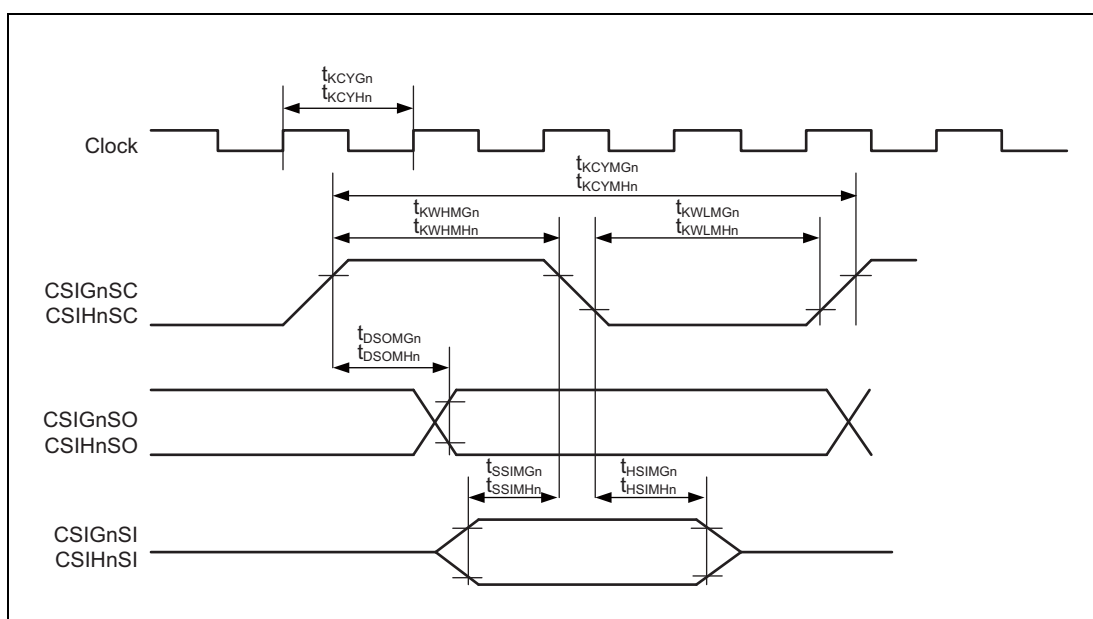 tKCYGn
tKCYHn
Clock
tKCYMGn
tKCYMHn
tKWHMGn
tKWHMHn
tKWLMGn
tKWLMHn
CSIGnSC
CSIHnSC
tDSOMGn
tDSOMHn
CSIGnSO
CSIHnSO
tSSIMGn
tSSIMHn
tHSIMGn
tHSIMHn
CSIGnSI
CSIHnSI